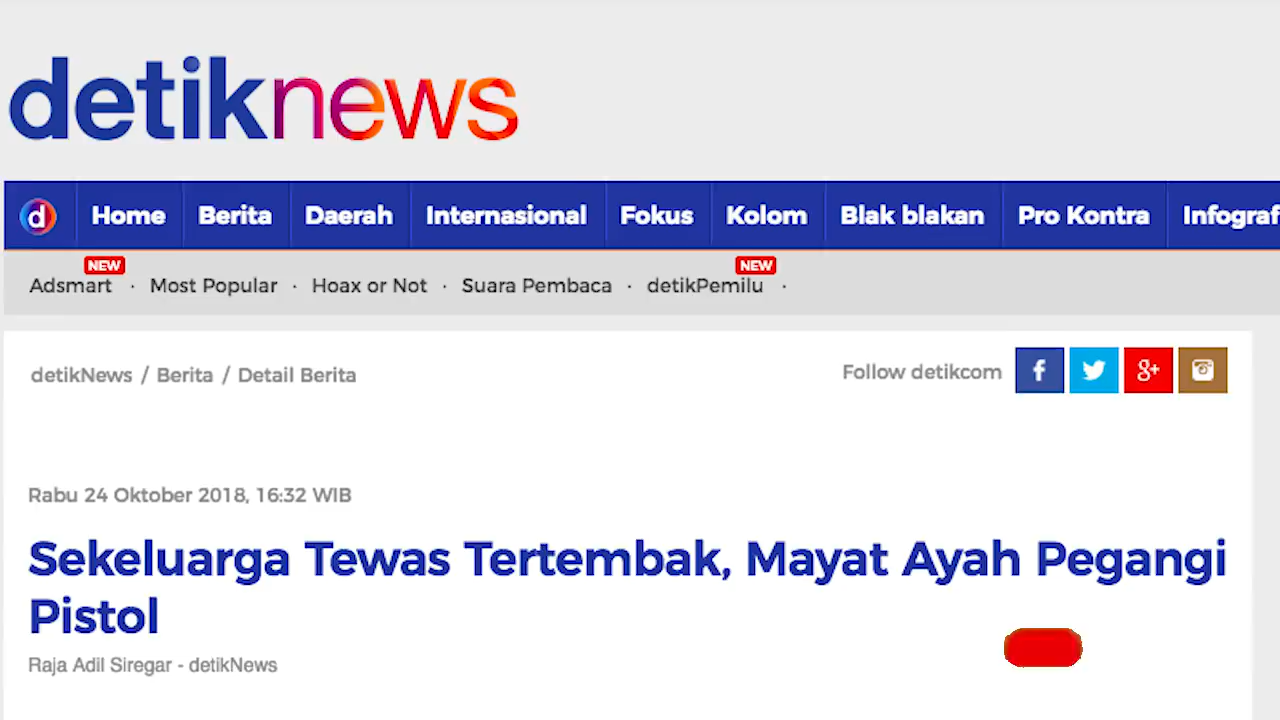 detiknews
d Home Berita Daerah Internasional Fokus Kolom Blak blakan Pro Kontra Infograf
NEW NEW
Adsmart · Most Popular · Hoax or Not · Suara Pembaca · detikPemilu ·
detikNews / Berita / Detail Berita
Follow detikcom f g+
Rabu 24 Oktober 2018, 16:32 WIB
Sekeluarga Tewas Tertembak, Mayat Ayah Pegangi
Pistol
Raja Adil Siregar - detikNews